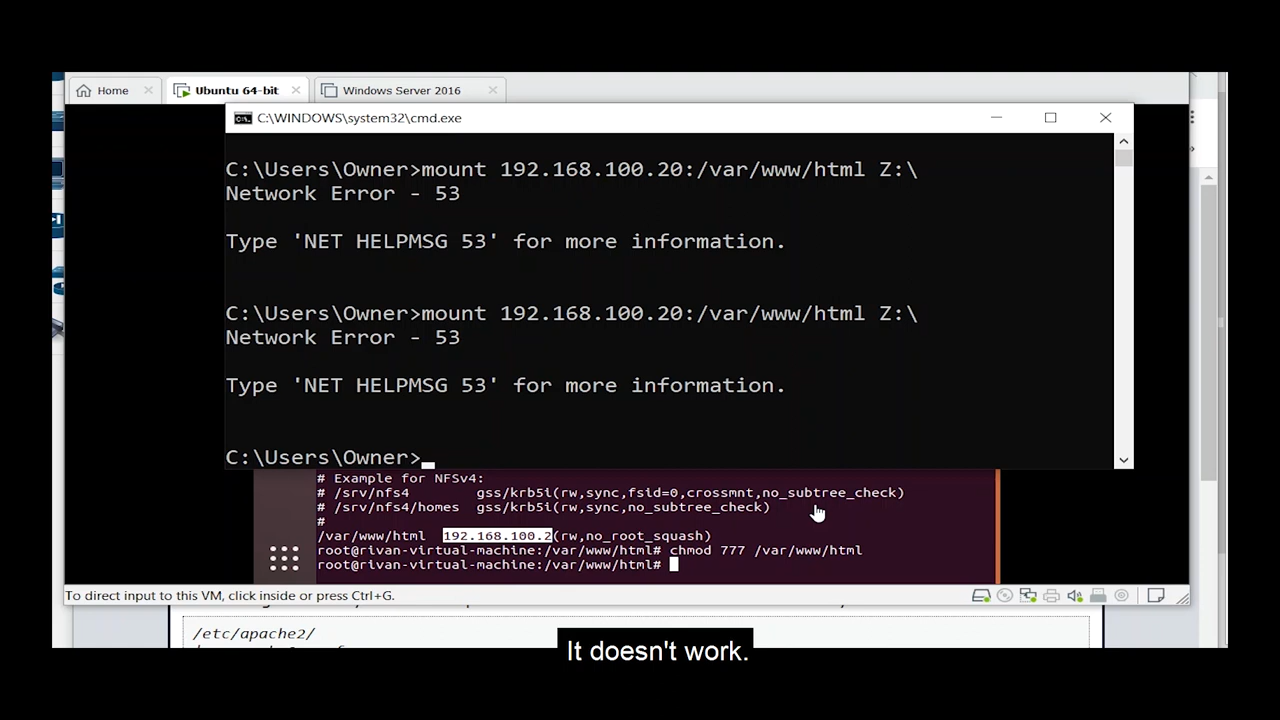 Home
Ubuntu 64-bit
Windows Server 2016
C:\WINDOWS\system32\cmd.exe
C:\Users\Owner>mount 192.168.100.20:/var/www/html Z:\
Network Error - 53
Type 'NET HELPMSG 53' for more information.
C:\Users\Owner>mount 192.168.100.20:/var/www/html Z:\
Network Error - 53
Type 'NET HELPMSG 53' for more information.
C:\Users\Owner>
# Example for NFSv4:
# /srv/nfs4 gss/krb5i(rw,sync,fsid=0,crossmnt,no_subtree_check)
# /srv/nfs4/homes gss/krb5i(rw,sync,no_subtree_check)
#
/var/www/html 192.168.100.2(rw,no_root_squash)
root@rivan-virtual-machine:/var/www/html# chmod 777 /var/www/html
root@rivan-virtual-machine:/var/www/html#
To direct input to this VM, click inside or press Ctrl+G.
/etc/apache2/
It doesn't work.